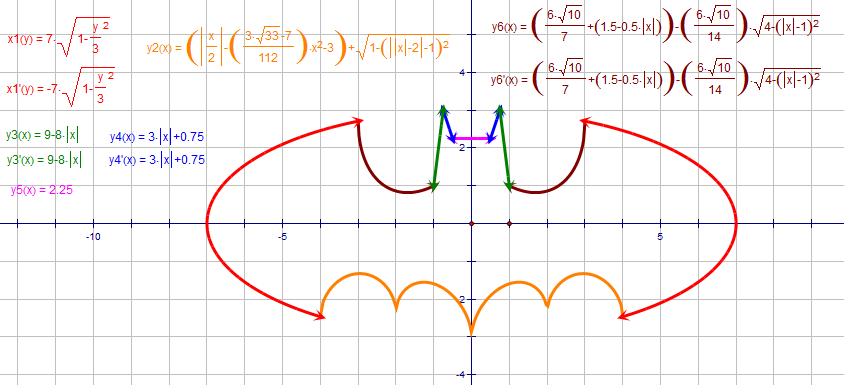 x1(y) = 7·√(1-y/3 ²)
x1'(y) = -7·√(1-y/3 ²)
y2(x) = (|x/2|-((3·√33-7)/112)·x²-3)+√(1-(||x|-2|-1)²)
y6(x) = ((6·√10)/7+(1.5-0.5·|x|))-((6·√10)/14)·√(4-(|x|-1)²)
y6'(x) = ((6·√10)/7+(1.5-0.5·|x|))-((6·√10)/14)·√(4-(|x|-1)²)
y3(x) = 9-8·|x|
y4(x) = 3·|x|+0.75
y3'(x) = 9-8·|x|
y4'(x) = 3·|x|+0.75
y5(x) = 2.25
4
2
-10 -5 5
-2
-4